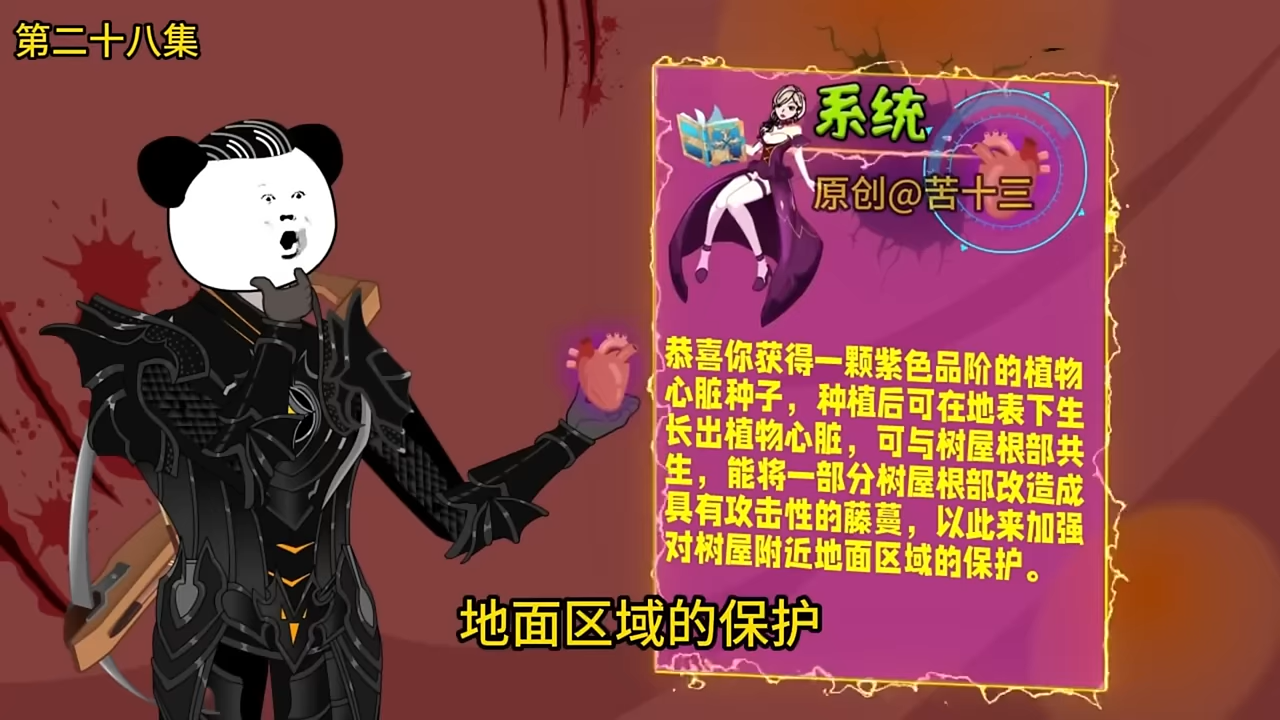 第二十八集
系统
原创@苦十三
恭喜你获得一颗紫色品阶的植物
心脏种子，种植后可在地表下生
长出植物心脏，可与树屋根部共
生，能将一部分树屋根部改造成
具有攻击性的藤蔓，以此来加强
对树屋附近地面区域的保护。
地面区域的保护